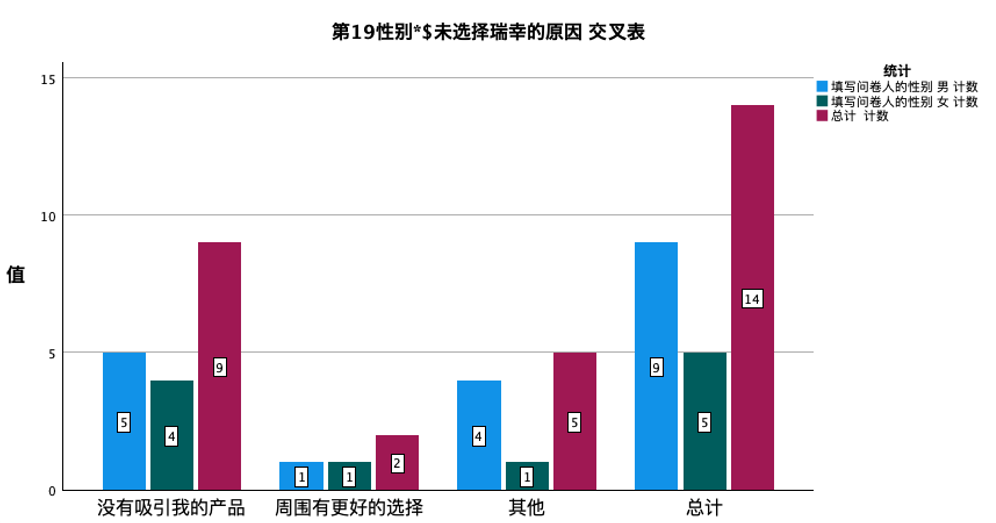 第19性别*$未选择瑞幸的原因 交叉表
统计
填写问卷人的性别 男 计数
填写问卷人的性别 女 计数
总计 计数
值
15
10
5
0
5
4
9
1
1
2
4
1
5
9
5
14
没有吸引我的产品
周围有更好的选择
其他
总计